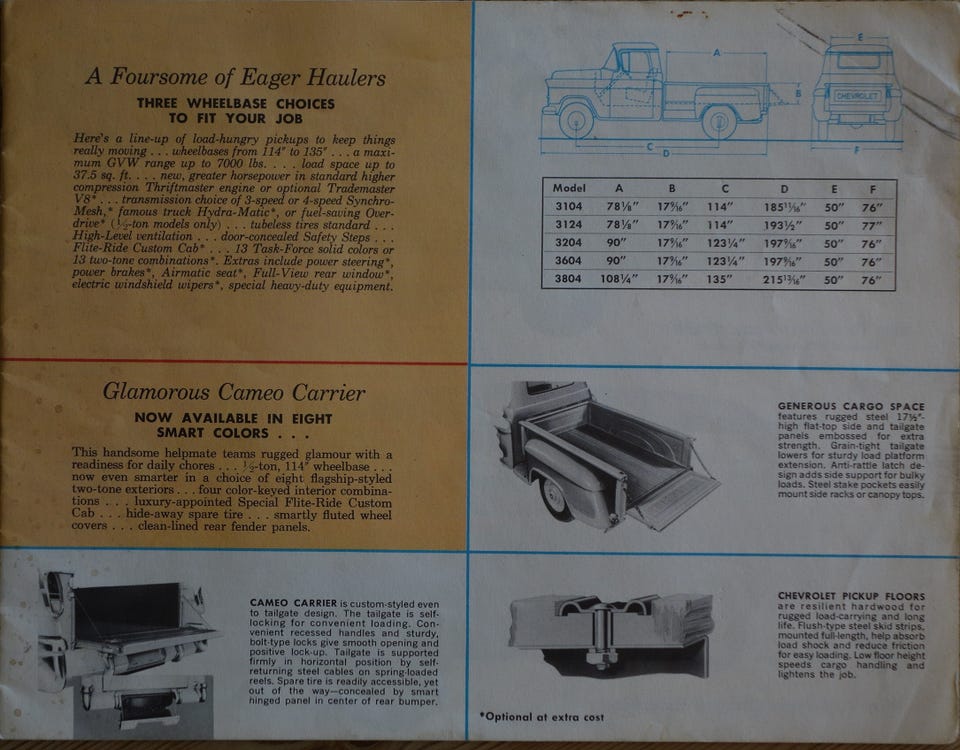 A Foursome of Eager Haulers
THREE WHEELBASE CHOICES
TO FIT YOUR JOB
Here's a line-up of load-hungry pickups to keep things
really moving . . . wheelbases from 114" to 135" . . . a maxi-
mum GVW range up to 7000 lbs. . . . load space up to
37.5 sq. ft. . . . new, greater horsepower in standard higher
compression Thriftmaster engine or optional Trademaster
V8* . . . transmission choice of 3-speed or 4-speed Synchro-
Mesh,* famous truck Hydra-Matic*, or fuel-saving Over-
drive* (½-ton models only) . . . tubeless tires standard . . .
High-Level ventilation . . . door-concealed Safety Steps . . .
Flite-Ride Custom Cab* . . . 13 Task-Force solid colors or
13 two-tone combinations*. Extras include power steering*,
power brakes*, Airmatic seat*, Full-View rear window*,
electric windshield wipers*, special heavy-duty equipment.
Glamorous Cameo Carrier
NOW AVAILABLE IN EIGHT
SMART COLORS . . .
This handsome helpmate teams rugged glamour with a
readiness for daily chores . . . ½-ton, 114" wheelbase . . .
now even smarter in a choice of eight flagship-styled
two-tone exteriors . . . four color-keyed interior combina-
tions . . . luxury-appointed Special Flite-Ride Custom
Cab . . . hide-away spare tire . . . smartly fluted wheel
covers . . . clean-lined rear fender panels.
CAMEO CARRIER is custom-styled even
to tailgate design. The tailgate is self-
locking for convenient loading. Con-
venient recessed handles and sturdy,
bolt-type locks give smooth opening and
positive lock-up. Tailgate is supported
firmly in horizontal position by self-
returning steel cables on spring-loaded
reels. Spare tire is readily accessible, yet
out of the way—concealed by smart
hinged panel in center of rear bumper.
A
B
C
D
E
CHEVROLET
F
Model A B C D E F
3104 78⅛" 17⁹⁄₁₆" 114" 185¹¹⁄₁₆" 50" 76"
3124 78⅛" 17⁹⁄₁₆" 114" 193½" 50" 77"
3204 90" 17⁹⁄₁₆" 123¼" 197⁹⁄₁₆" 50" 76"
3604 90" 17⁹⁄₁₆" 123¼" 197⁹⁄₁₆" 50" 76"
3804 108¼" 17⁹⁄₁₆" 135" 215¹³⁄₁₆" 50" 76"
GENEROUS CARGO SPACE
features rugged steel 17½"-
high flat-top side and tailgate
panels embossed for extra
strength. Grain-tight tailgate
lowers for sturdy load platform
extension. Anti-rattle latch de-
sign adds side support for bulky
loads. Steel stake pockets easily
mount side racks or canopy tops.
CHEVROLET PICKUP FLOORS
are resilient hardwood for
rugged load-carrying and long
life. Flush-type steel skid strips,
mounted full-length, help absorb
load shock and reduce friction
for easy loading. Low floor height
speeds cargo handling and
lightens the job.
*Optional at extra cost